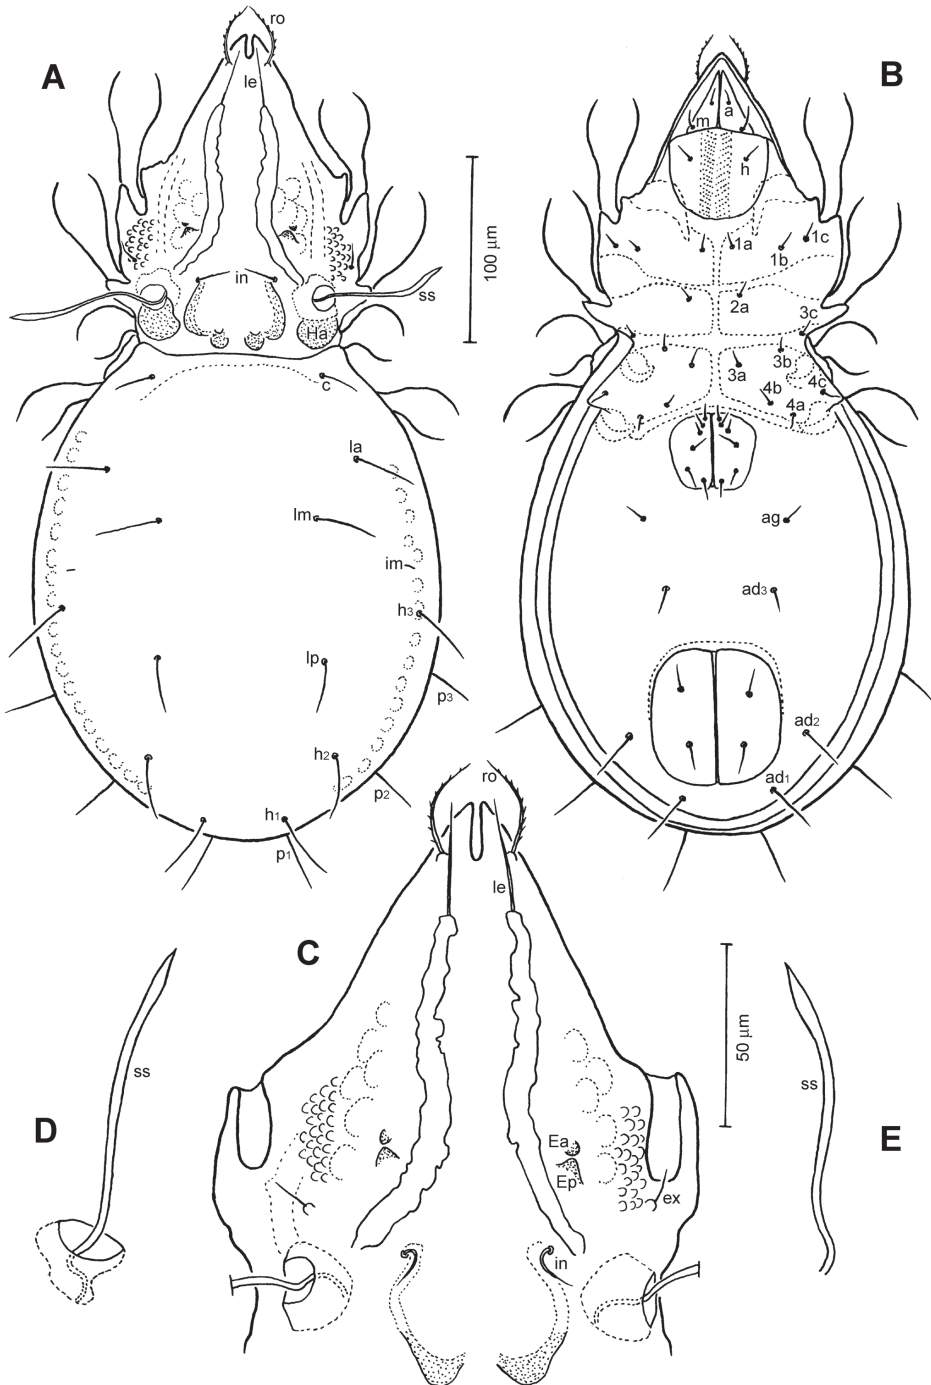 A
ro
le
in
ss
Ha
c
la
lm
im
h3
lp
p3
h2
p2
h1
p1
100 µm
B
a
m
h
1a
1c
1b
2a
3c
3b
3a
4c
4b
4a
ag
ad3
ad2
ad1
C
ro
le
Ea
Ep
ex
in
50 µm
D
ss
E
ss